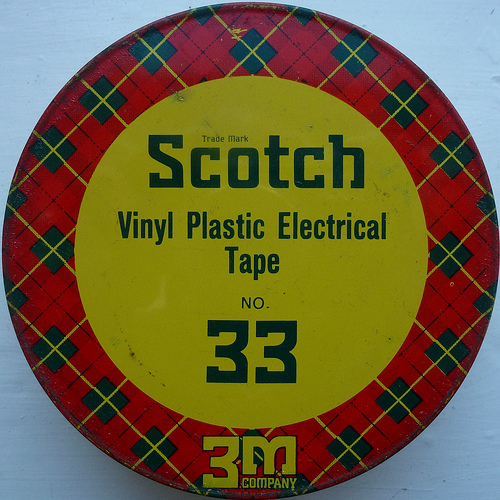 Trade Mark
Scotch
Vinyl Plastic Electrical
Tape
NO.
33
3M
COMPANY